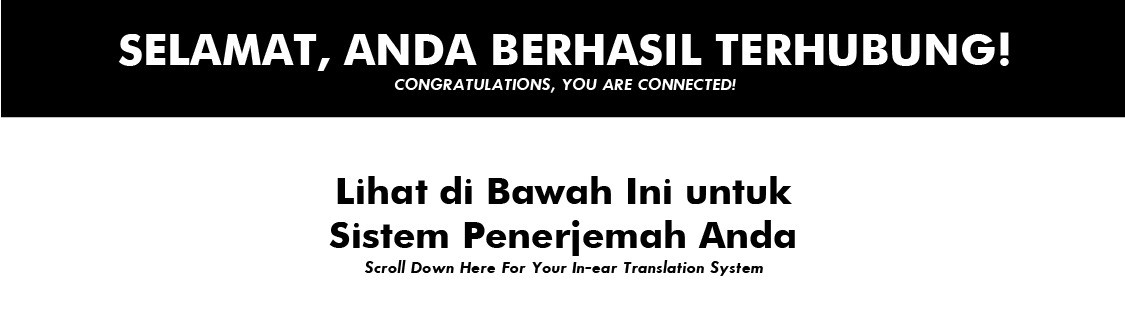 SELAMAT, ANDA BERHASIL TERHUBUNG!
CONGRATULATIONS, YOU ARE CONNECTED!
Lihat di Bawah Ini untuk
Sistem Penerjemah Anda
Scroll Down Here For Your In-ear Translation System